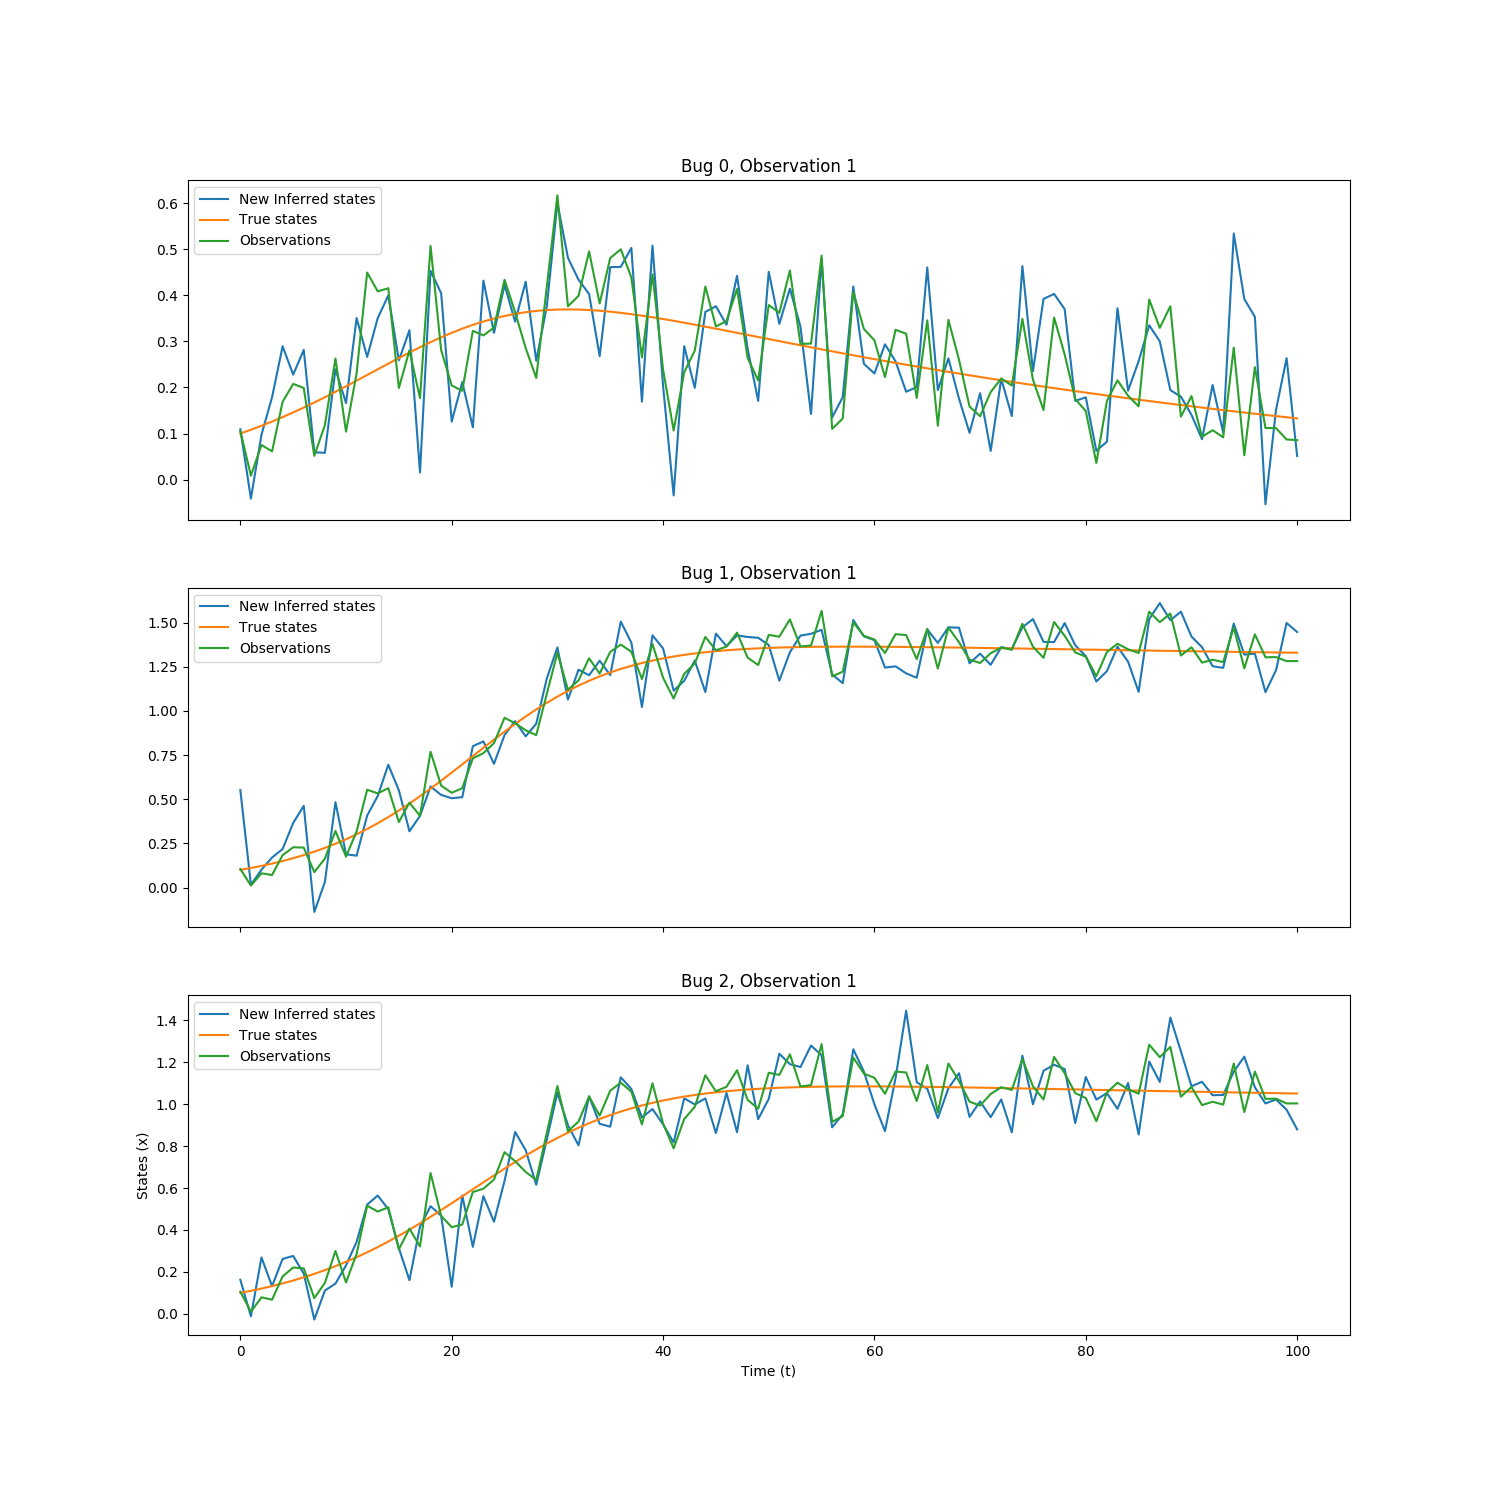 Bug 0, Observation 1
New Inferred states
True states
Observations
0.6
0.5
0.4
0.3
0.2
0.1
0.0
Bug 1, Observation 1
New Inferred states
True states
Observations
1.50
1.25
1.00
0.75
0.50
0.25
0.00
Bug 2, Observation 1
New Inferred states
True states
Observations
1.4
1.2
1.0
0.8
0.6
0.4
0.2
0.0
States (x)
0 20 40 60 80 100
Time (t)